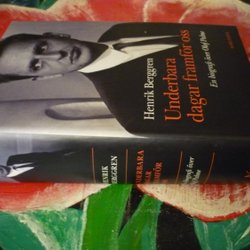 Henrik Berggren
Underbara
dagar framför oss
En biografi över Olof Palme
HENRIK
BERGGREN
UNDERBARA
DAGAR
FRAMFÖR